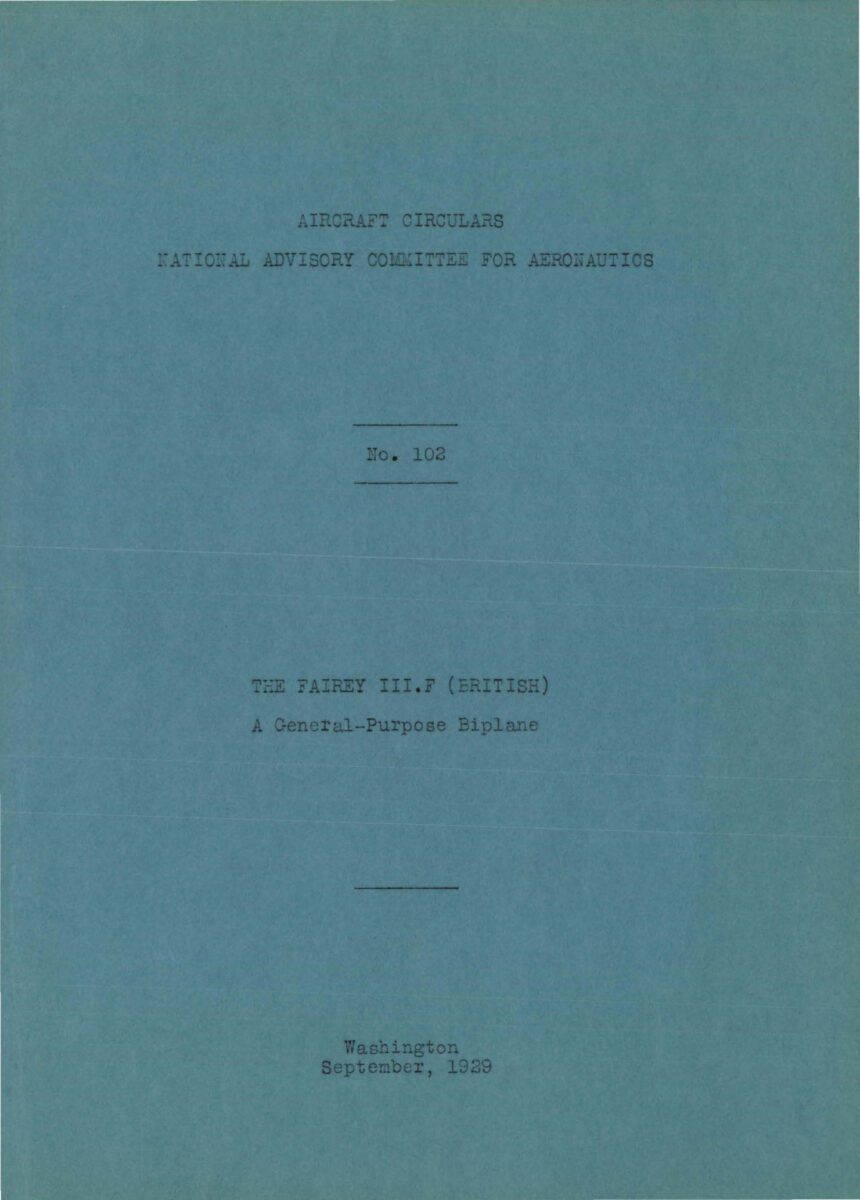 AIRCRAFT CIRCULARS
NATIONAL ADVISORY COMMITTEE FOR AERONAUTICS
No. 102
THE FAIREY III.F (BRITISH)
A General-Purpose Biplane
Washington
September, 1929